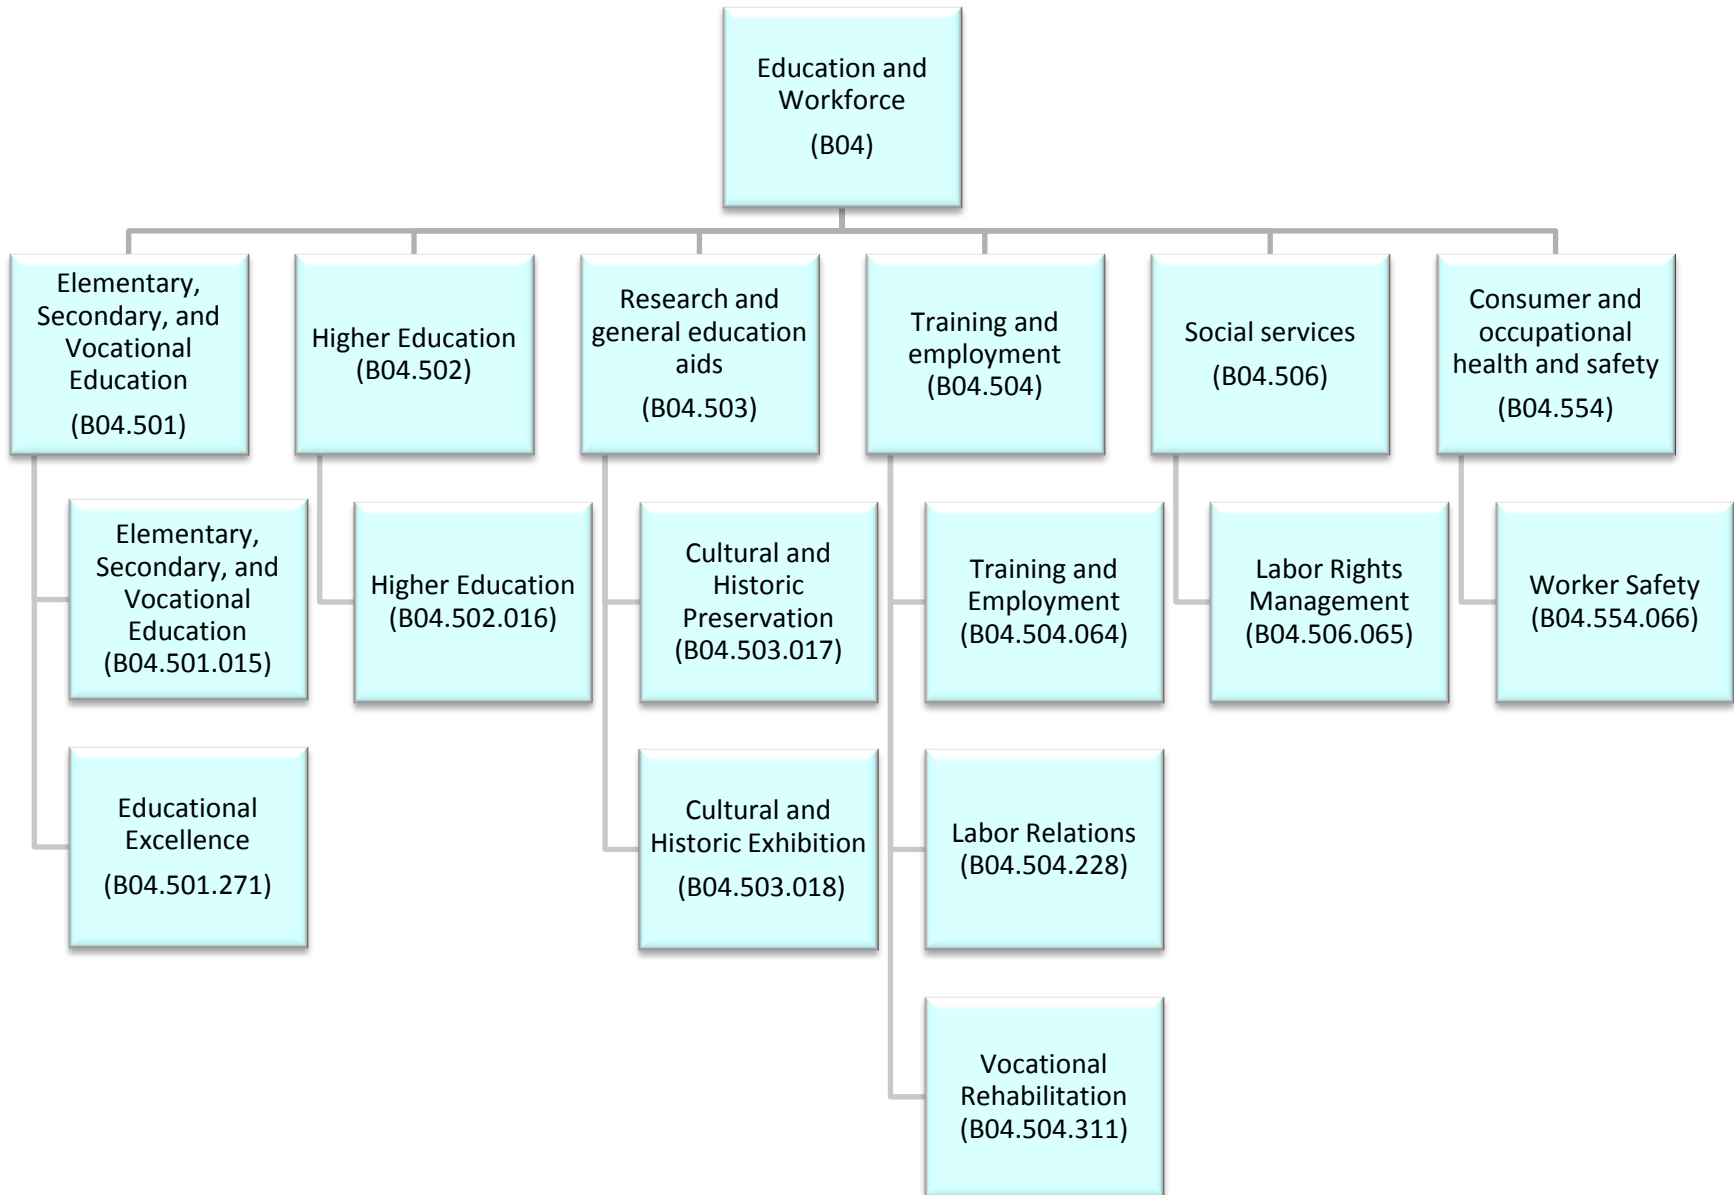 Education and
Workforce
(B04)
Elementary,
Secondary, and
Vocational
Education
(B04.501)
Higher Education
(B04.502)
Research and
general education
aids
(B04.503)
Training and
employment
(B04.504)
Social services
(B04.506)
Consumer and
occupational
health and safety
(B04.554)
Elementary,
Secondary, and
Vocational
Education
(B04.501.015)
Higher Education
(B04.502.016)
Cultural and
Historic
Preservation
(B04.503.017)
Training and
Employment
(B04.504.064)
Labor Rights
Management
(B04.506.065)
Worker Safety
(B04.554.066)
Educational
Excellence
(B04.501.271)
Cultural and
Historic Exhibition
(B04.503.018)
Labor Relations
(B04.504.228)
Vocational
Rehabilitation
(B04.504.311)